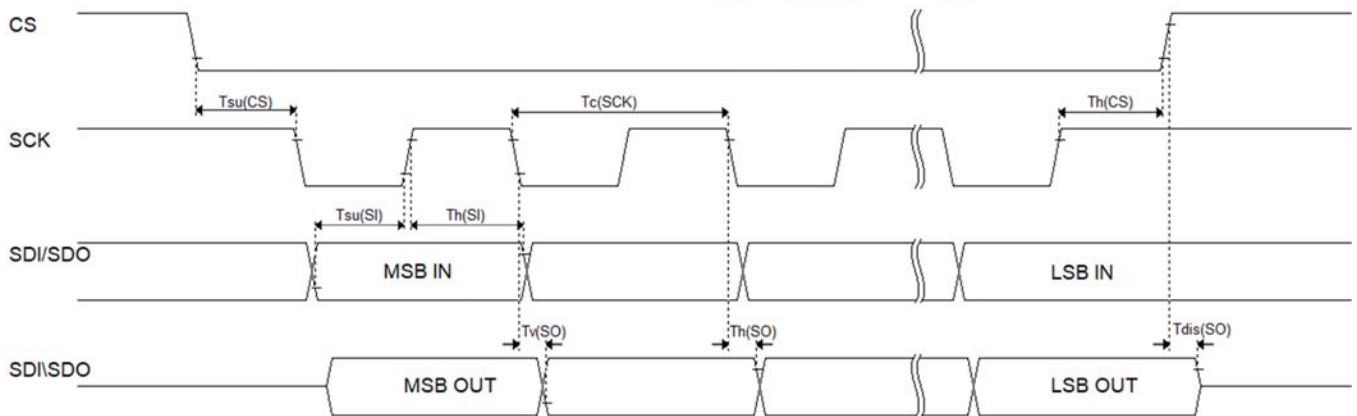 CS
Tsu(CS)
Tc(SCK)
Th(CS)
SCK
Tsu(SI)
Th(SI)
SDI/SDO
MSB IN
LSB IN
Tv(SO)
Th(SO)
Tdis(SO)
SDI\SDO
MSB OUT
LSB OUT